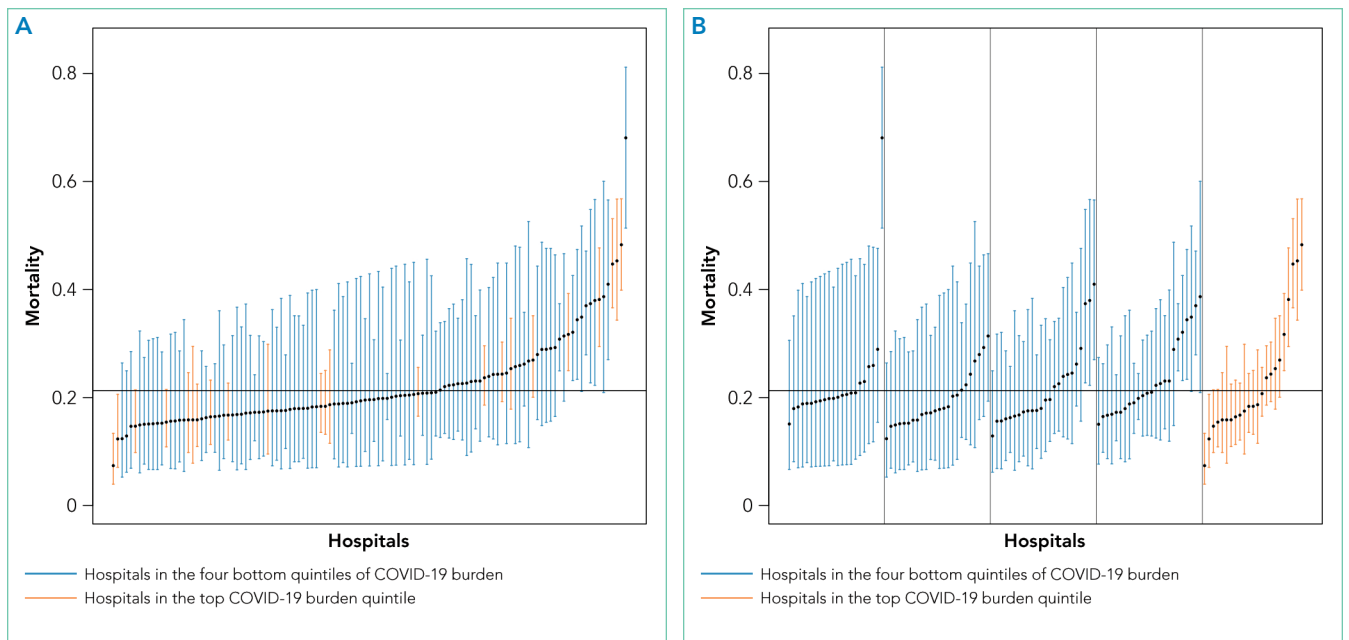 A
0.8
0.6
0.4
0.2
0
Mortality
Hospitals
Hospitals in the four bottom quintiles of COVID-19 burden
Hospitals in the top COVID-19 burden quintile
B
0.8
0.6
0.4
0.2
0
Mortality
Hospitals
Hospitals in the four bottom quintiles of COVID-19 burden
Hospitals in the top COVID-19 burden quintile